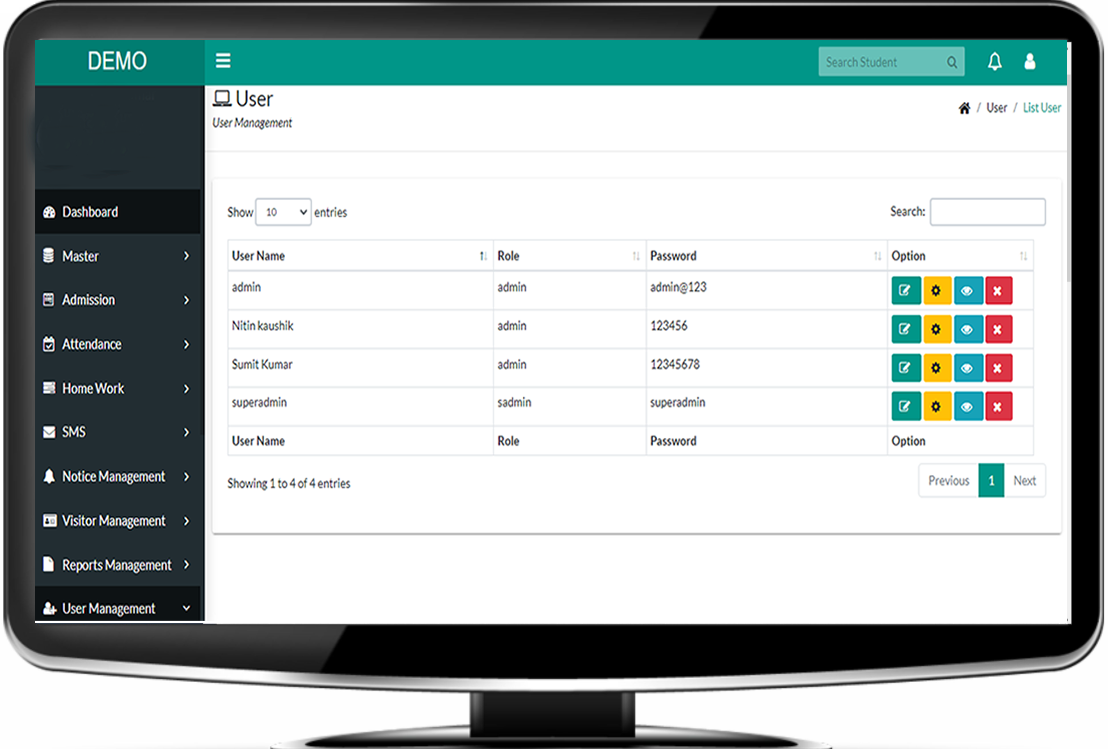 DEMO
Search Student
User
User Management
/ User / List User
Dashboard
Master
Admission
Attendance
Home Work
SMS
Notice Management
Visitor Management
Reports Management
User Management
Show 10 entries
Search:
User Name Role Password Option
admin admin admin@123
Nitin kaushik admin 123456
Sumit Kumar admin 12345678
superadmin sadmin superadmin
User Name Role Password Option
Showing 1 to 4 of 4 entries
Previous 1 Next